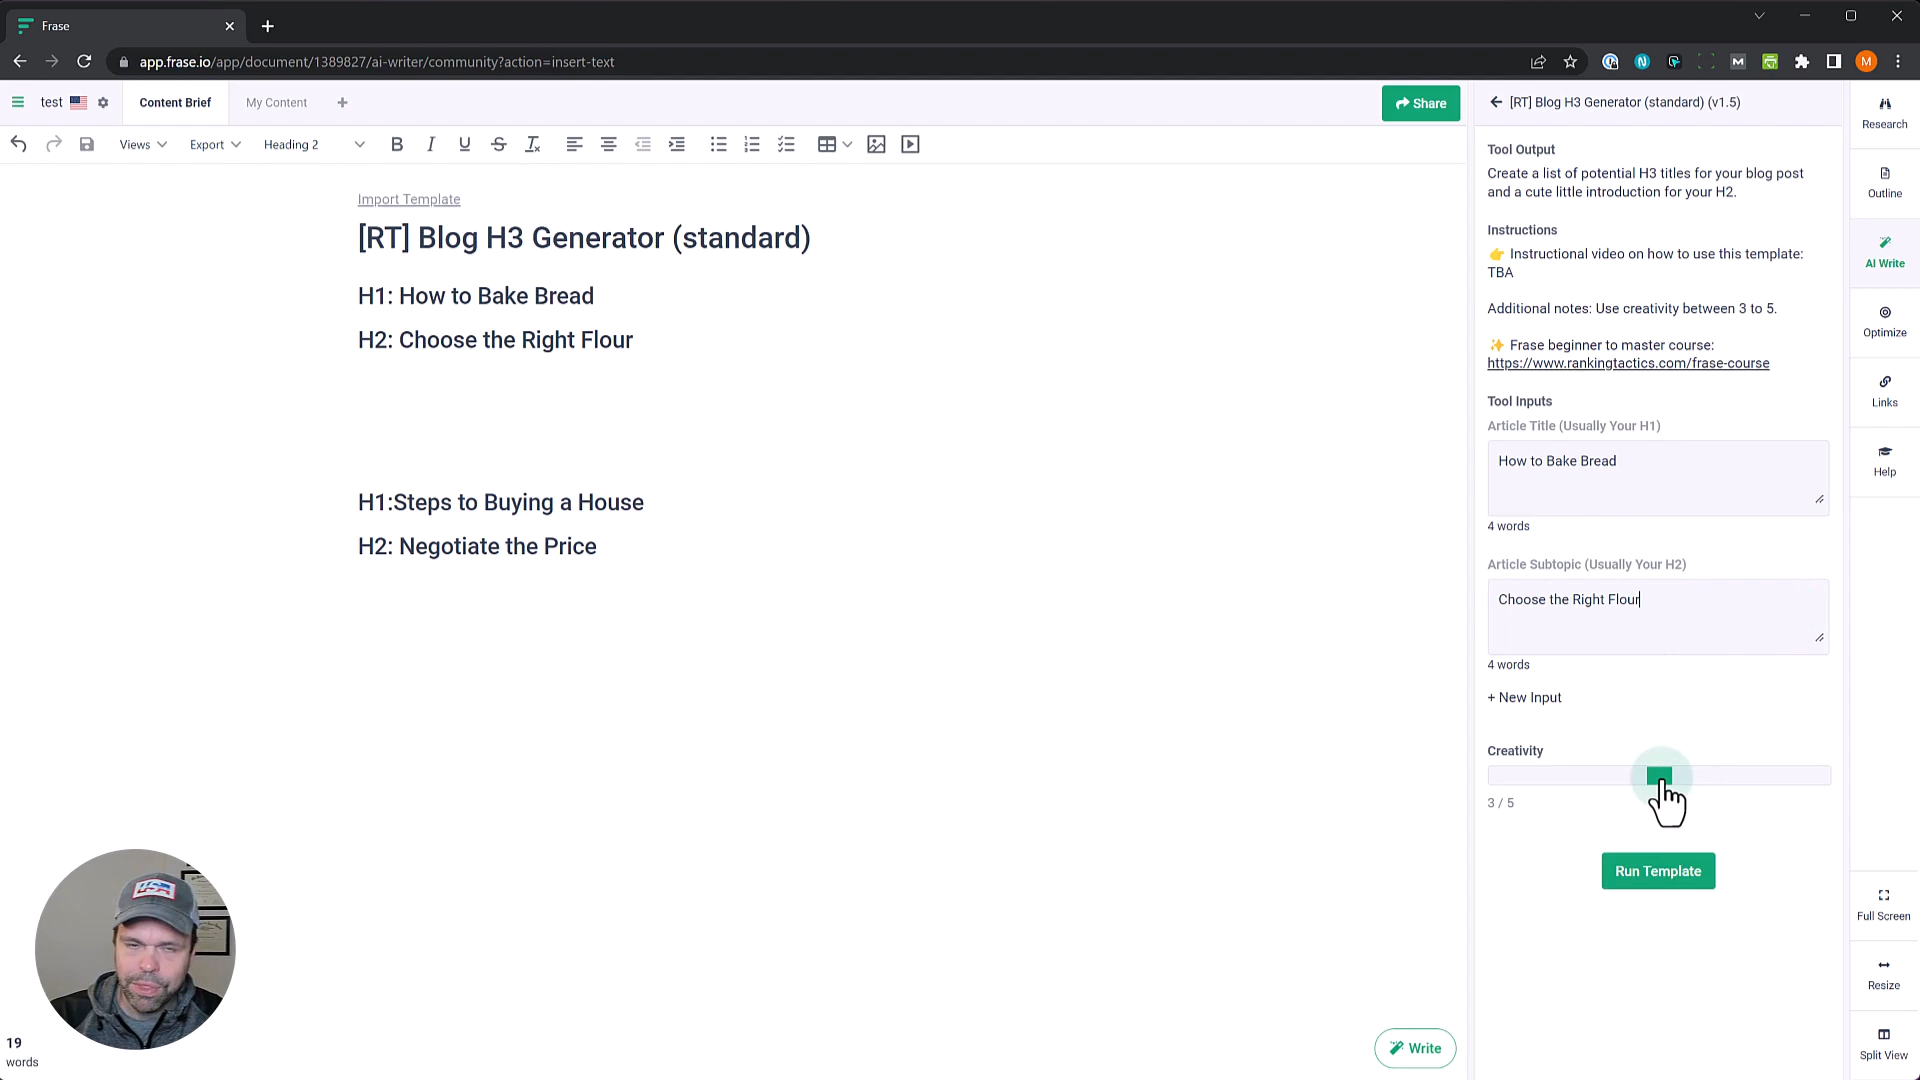 Frase
app.frase.io/app/document/1389827/ai-writer/community?action=insert-text
M
M
test
Content Brief
My Content
Share
Views
Export
Heading 2
Import Template
[RT] Blog H3 Generator (standard)
H1: How to Bake Bread
H2: Choose the Right Flour
H1:Steps to Buying a House
H2: Negotiate the Price
19
words
Write
[RT] Blog H3 Generator (standard) (v1.5)
Tool Output
Create a list of potential H3 titles for your blog post
and a cute little introduction for your H2.
Instructions
👉 Instructional video on how to use this template:
TBA
Additional notes: Use creativity between 3 to 5.
✨ Frase beginner to master course:
https://www.rankingtactics.com/frase-course
Tool Inputs
Article Title (Usually Your H1)
How to Bake Bread
4 words
Article Subtopic (Usually Your H2)
Choose the Right Flour
4 words
+ New Input
Creativity
3 / 5
Run Template
Research
Outline
AI Write
Optimize
Links
Help
Full Screen
Resize
Split View